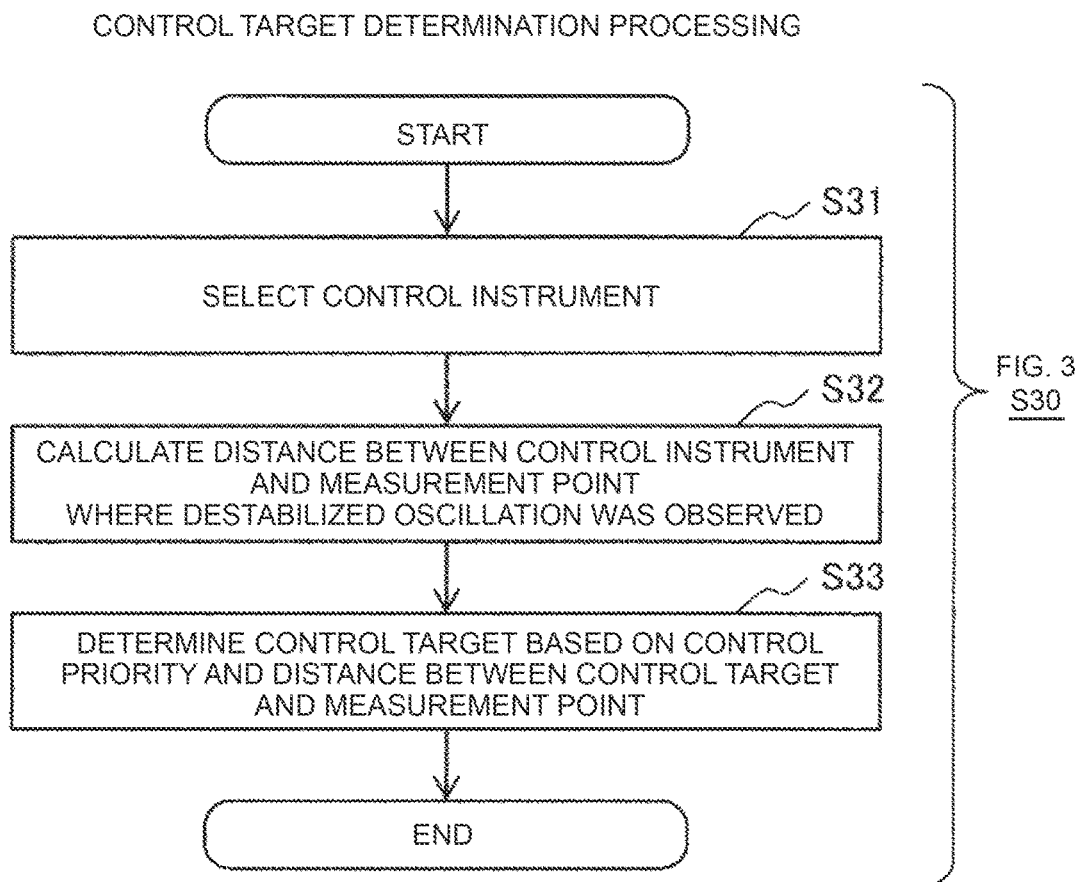 CONTROL TARGET DETERMINATION PROCESSING
START
S31
SELECT CONTROL INSTRUMENT
S32
CALCULATE DISTANCE BETWEEN CONTROL INSTRUMENT
AND MEASUREMENT POINT
WHERE DESTABILIZED OSCILLATION WAS OBSERVED
S33
DETERMINE CONTROL TARGET BASED ON CONTROL
PRIORITY AND DISTANCE BETWEEN CONTROL TARGET
AND MEASUREMENT POINT
END
FIG. 3
S30